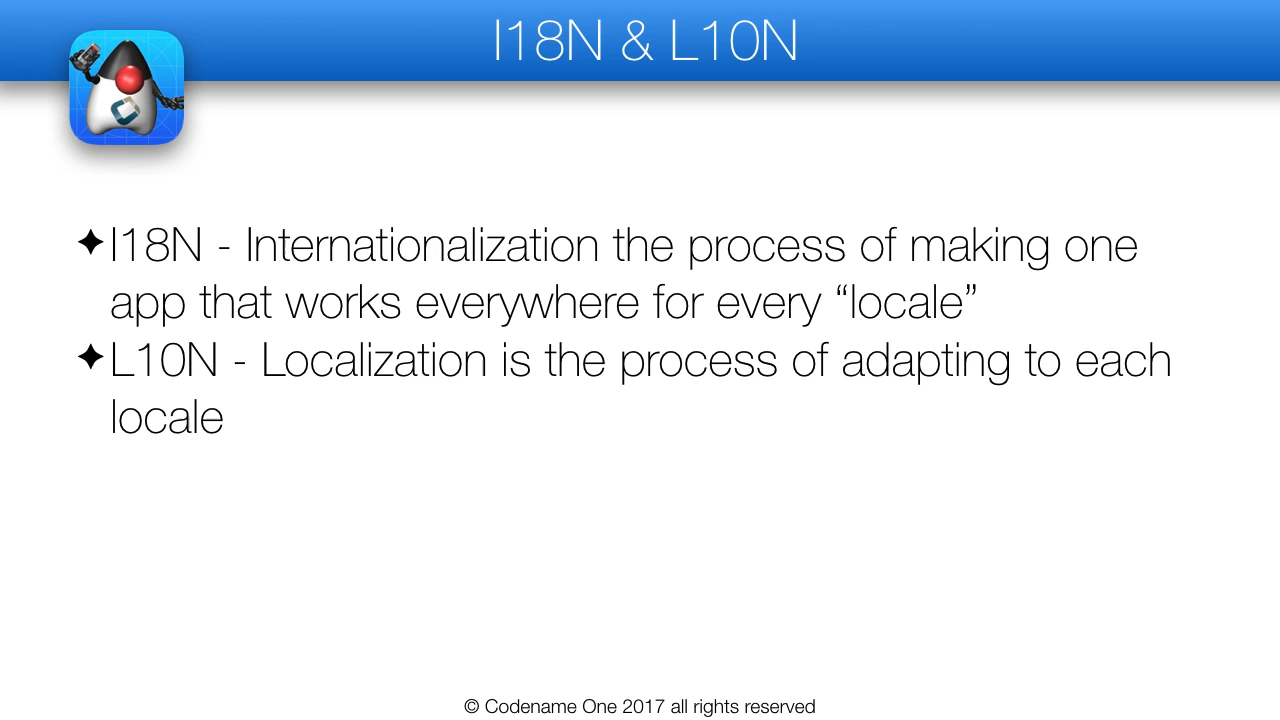 I18N & L10N
✦I18N - Internationalization the process of making one
app that works everywhere for every “locale”
✦L10N - Localization is the process of adapting to each
locale
© Codename One 2017 all rights reserved